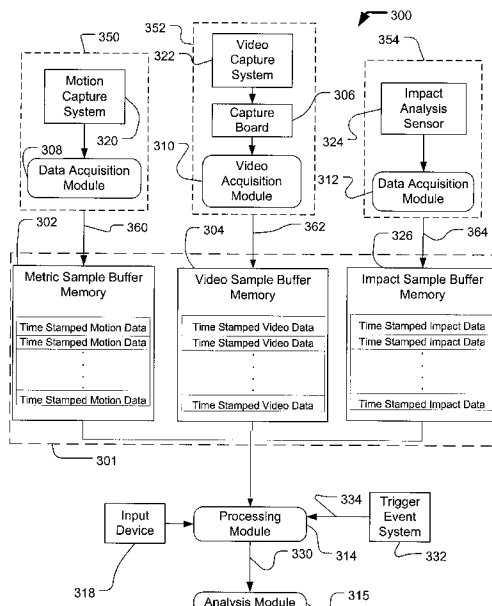 300
350
352
354
Motion
Capture
System
320
308
Data Acquisition
Module
322
Video
Capture
System
306
Capture
Board
310
Video
Acquisition
Module
Impact
Analysis
Sensor
324
312
Data Acquisition
Module
302
360
304
362
326
364
Metric Sample Buffer
Memory
Time Stamped Motion Data
Time Stamped Motion Data
Time Stamped Motion Data
Video Sample Buffer
Memory
Time Stamped Video Data
Time Stamped Video Data
Time Stamped Video Data
Impact Sample Buffer
Memory
Time Stamped Impact Data
Time Stamped Impact Data
Time Stamped Impact Data
301
Input
Device
318
Processing
Module
314
334
Trigger
Event
System
332
330
Analysis Module
315